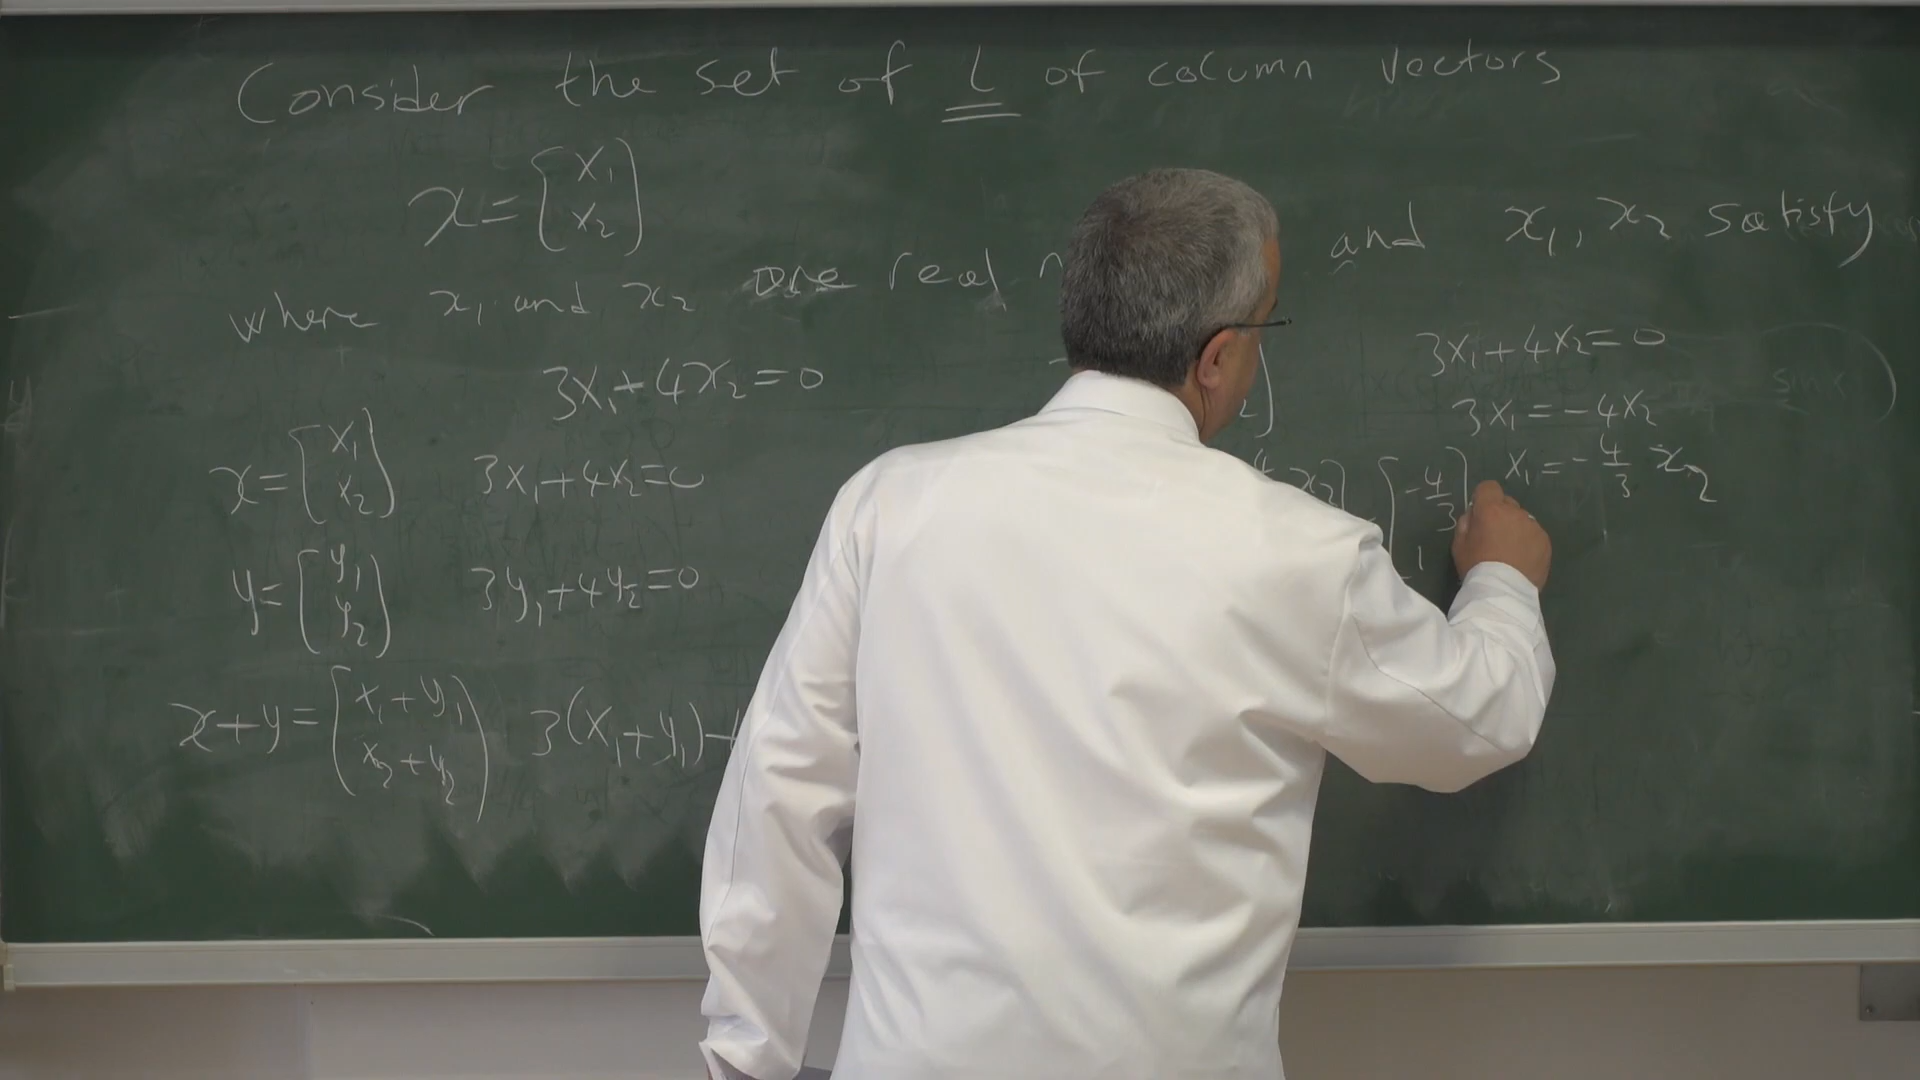 Consider the set of L of column vectors
x = [x₁
x₂]
where x₁ and x₂ are real
and x₁, x₂ satisfy
3x₁+4x₂=0
x = [x₁
x₂] 3x₁+4x₂=0
y = [y₁
y₂] 3y₁+4y₂=0
x+y = [x₁+y₁
x₂+y₂] 3(x₁+y₁)+
3x₁+4x₂=0
3x₁=-4x₂
x₁=-4/3 x₂
x₂] [-4/3
1